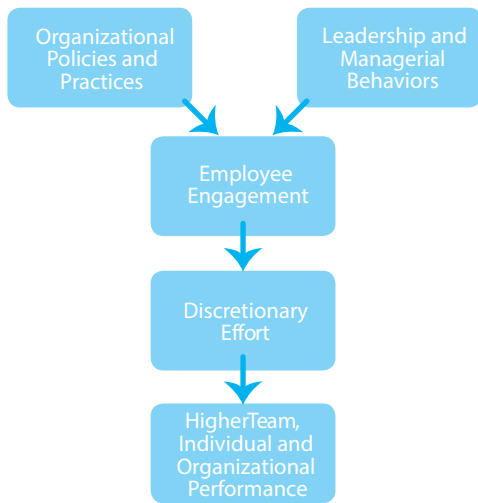 Organizational
Policies and
Practices
Leadership and
Managerial
Behaviors
Employee
Engagement
Discretionary
Effort
HigherTeam,
Individual and
Organizational
Performance